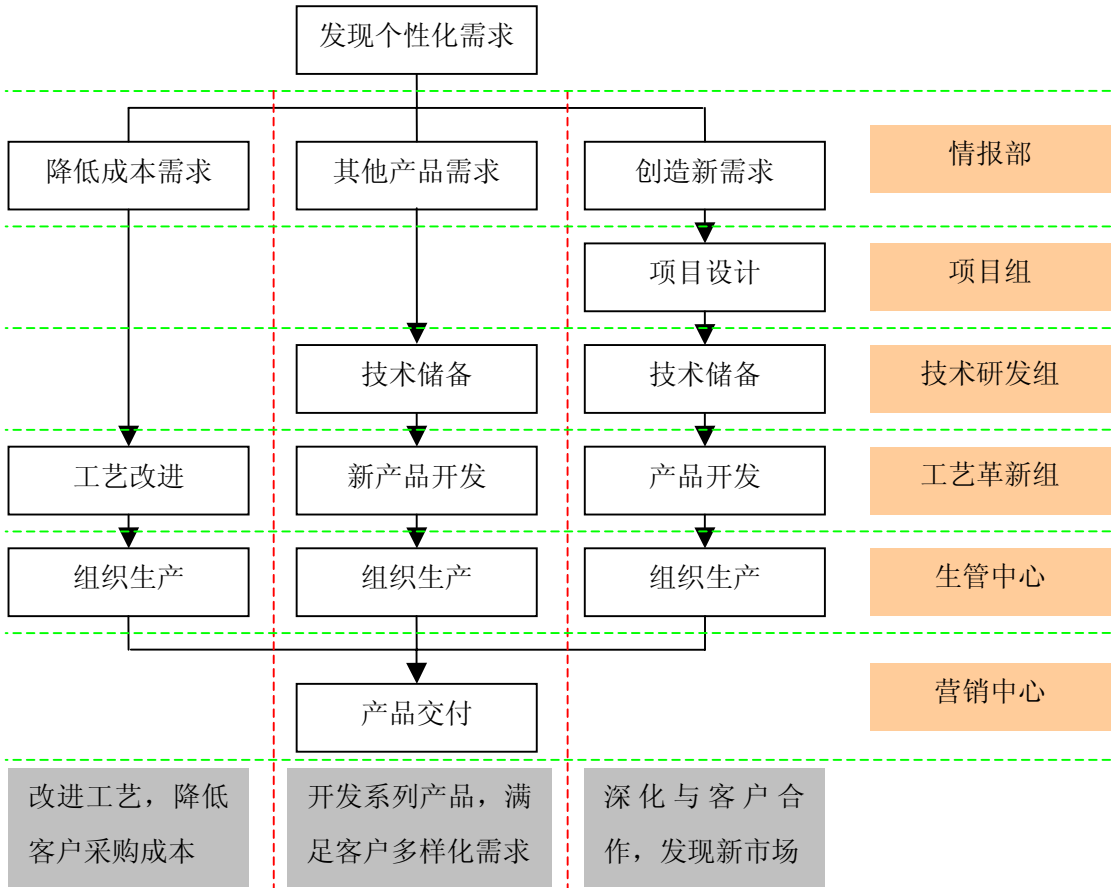 发现个性化需求
降低成本需求
其他产品需求
创造新需求
情报部
项目设计
项目组
技术储备
技术储备
技术研发组
工艺改进
新产品开发
产品开发
工艺革新组
组织生产
组织生产
组织生产
生管中心
产品交付
营销中心
改进工艺，降低
客户采购成本
开发系列产品，满
足客户多样化需求
深化与客户合
作，发现新市场